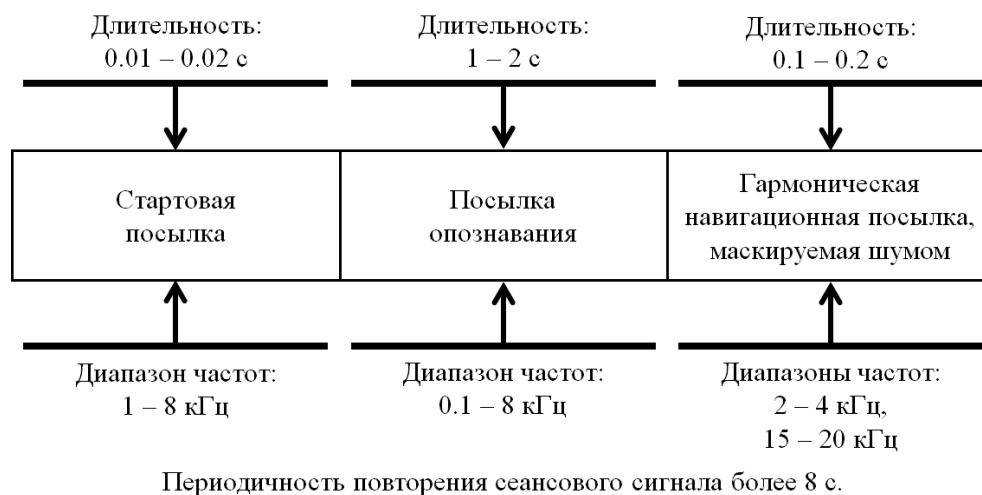 Длительность:
0.01 – 0.02 с
Длительность:
1 – 2 с
Длительность:
0.1 – 0.2 с
Стартовая
посылка
Посылка
опознавания
Гармоническая
навигационная посылка,
маскируемая шумом
Диапазон частот:
1 – 8 кГц
Диапазон частот:
0.1 – 8 кГц
Диапазоны частот:
2 – 4 кГц,
15 – 20 кГц
Периодичность повторения сеансового сигнала более 8 с.